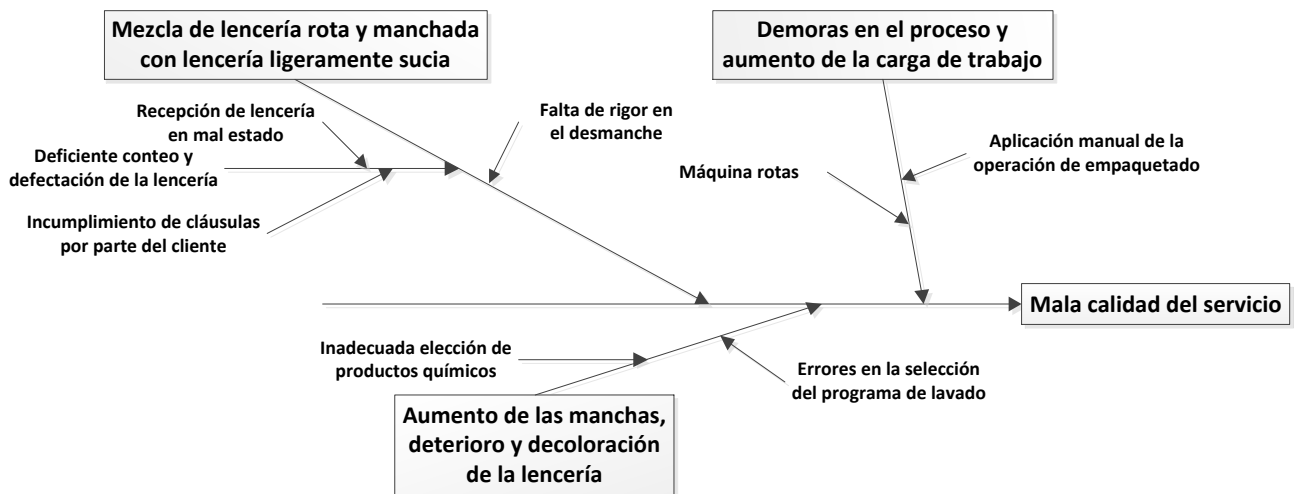 Mezcla de lencería rota y manchada
con lencería ligeramente sucia
Demoras en el proceso y
aumento de la carga de trabajo
Recepción de lencería
en mal estado
Falta de rigor en
el desmanche
Deficiente conteo y
defectación de la lencería
Aplicación manual de la
operación de empaquetado
Máquina rotas
Incumplimiento de cláusulas
por parte del cliente
Mala calidad del servicio
Inadecuada elección de
productos químicos
Errores en la selección
del programa de lavado
Aumento de las manchas,
deterioro y decoloración
de la lencería